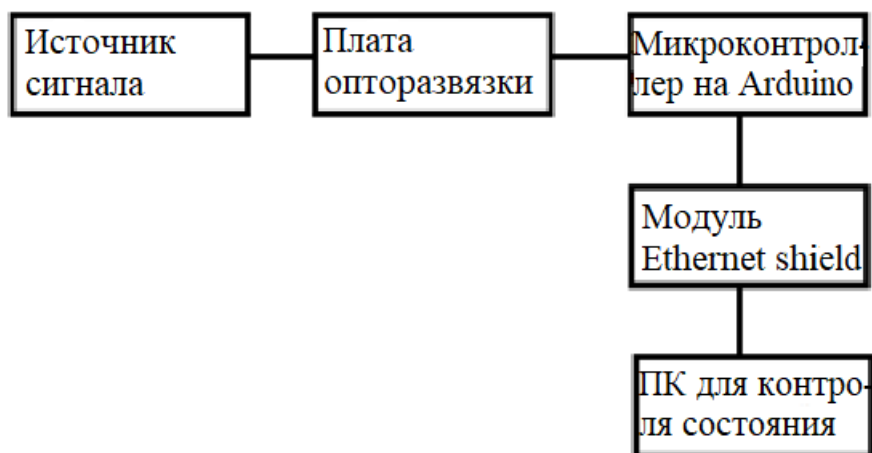 Источник
сигнала
Плата
опторазвязки
Микроконтрол-
лер на Arduino
Модуль
Ethernet shield
ПК для контро-
ля состояния